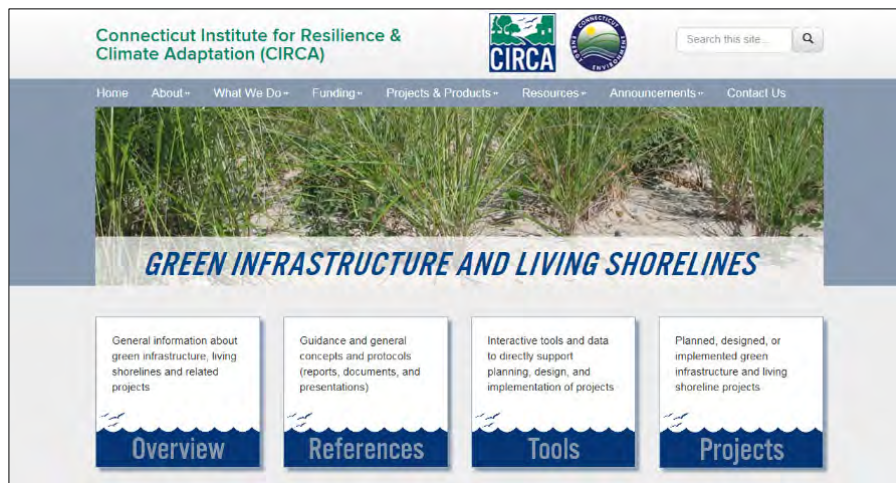 Connecticut Institute for Resilience &
Climate Adaptation (CIRCA)
CIRCA
CONNECTICUT
ENERGY ENVIRONMENT
Search this site...
Home About What We Do Funding Projects & Products Resources Announcements Contact Us
GREEN INFRASTRUCTURE AND LIVING SHORELINES
General information about
green infrastructure, living
shorelines and related
projects
Overview
Guidance and general
concepts and protocols
(reports, documents, and
presentations)
References
Interactive tools and data
to directly support
planning, design, and
implementation of projects
Tools
Planned, designed, or
implemented green
infrastructure and living
shoreline projects
Projects